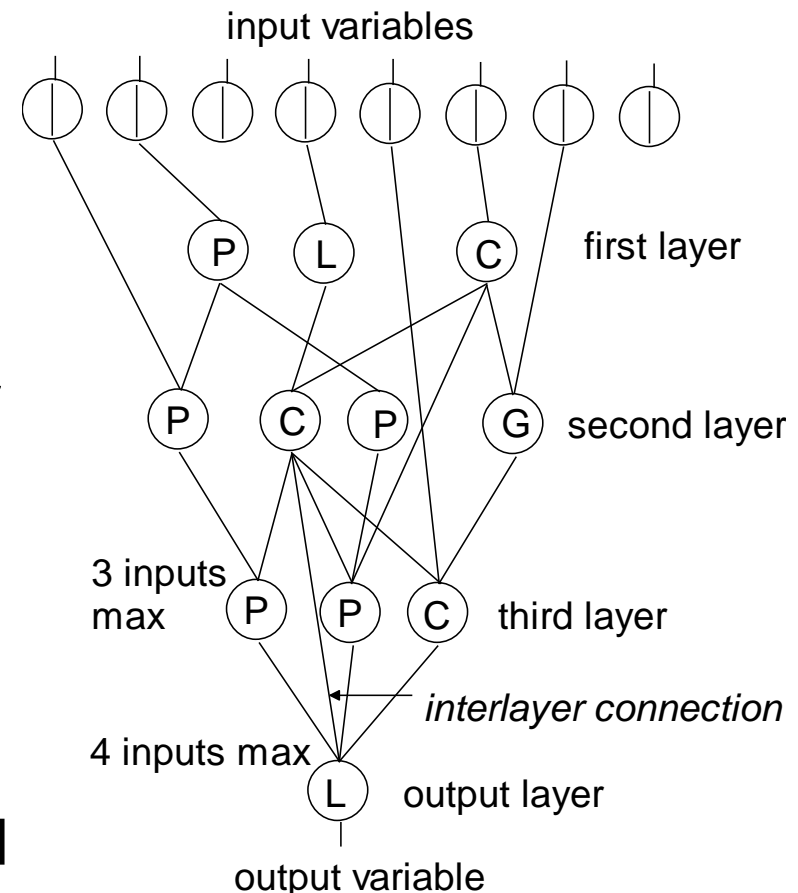 input variables
P L C first layer
P C P G second layer
3 inputs
max
P P C third layer
interlayer connection
4 inputs max
L output layer
output variable